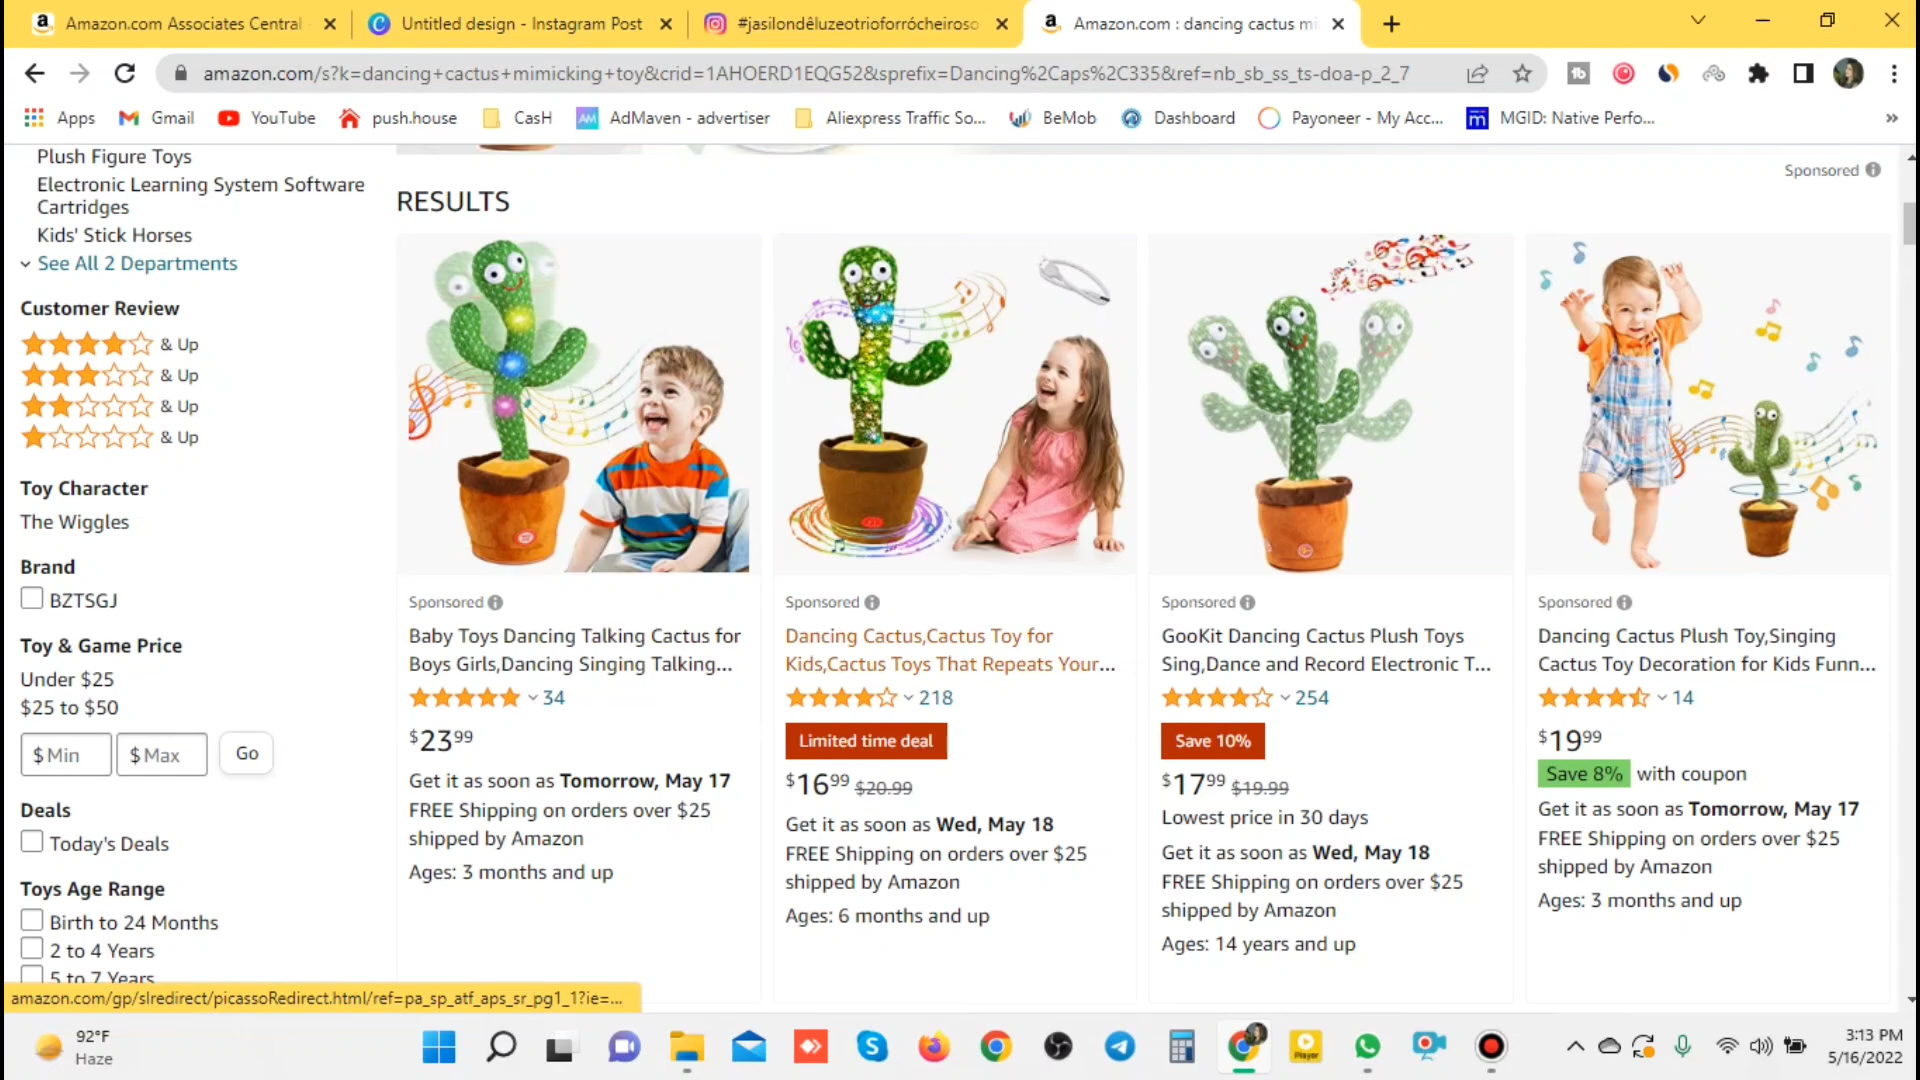 Amazon.com Associates Central
Untitled design - Instagram Post
#jasilondêluzeotrioforrócheiroso
Amazon.com : dancing cactus mi
amazon.com/s?k=dancing+cactus+mimicking+toy&crid=1AHOERD1EQG52&sprefix=Dancing%2Caps%2C335&ref=nb_sb_ss_ts-doa-p_2_7
Apps
Gmail
YouTube
push.house
CasH
AdMaven - advertiser
Aliexpress Traffic So...
BeMob
Dashboard
Payoneer - My Acc...
MGID: Native Perfo...
»
Plush Figure Toys
Electronic Learning System Software
Cartridges
Kids' Stick Horses
See All 2 Departments
Customer Review
& Up
& Up
& Up
& Up
Toy Character
The Wiggles
Brand
BZTSGJ
Toy & Game Price
Under $25
$25 to $50
$ Min
$ Max
Go
Deals
Today's Deals
Toys Age Range
Birth to 24 Months
2 to 4 Years
5 to 7 Years
amazon.com/gp/slredirect/picassoRedirect.html/ref=pa_sp_atf_aps_sr_pg1_1?ie=...
Sponsored
RESULTS
Sponsored
Baby Toys Dancing Talking Cactus for
Boys Girls,Dancing Singing Talking...
34
$23 99
Get it as soon as Tomorrow, May 17
FREE Shipping on orders over $25
shipped by Amazon
Ages: 3 months and up
Sponsored
Dancing Cactus,Cactus Toy for
Kids,Cactus Toys That Repeats Your...
218
Limited time deal
$16 99 $20.99
Get it as soon as Wed, May 18
FREE Shipping on orders over $25
shipped by Amazon
Ages: 6 months and up
Sponsored
GooKit Dancing Cactus Plush Toys
Sing,Dance and Record Electronic T...
254
Save 10%
$17 99 $19.99
Lowest price in 30 days
Get it as soon as Wed, May 18
FREE Shipping on orders over $25
shipped by Amazon
Ages: 14 years and up
Sponsored
Dancing Cactus Plush Toy,Singing
Cactus Toy Decoration for Kids Funn...
14
$19 99
Save 8% with coupon
Get it as soon as Tomorrow, May 17
FREE Shipping on orders over $25
shipped by Amazon
Ages: 3 months and up
92°F
Haze
Player
3:13 PM
5/16/2022